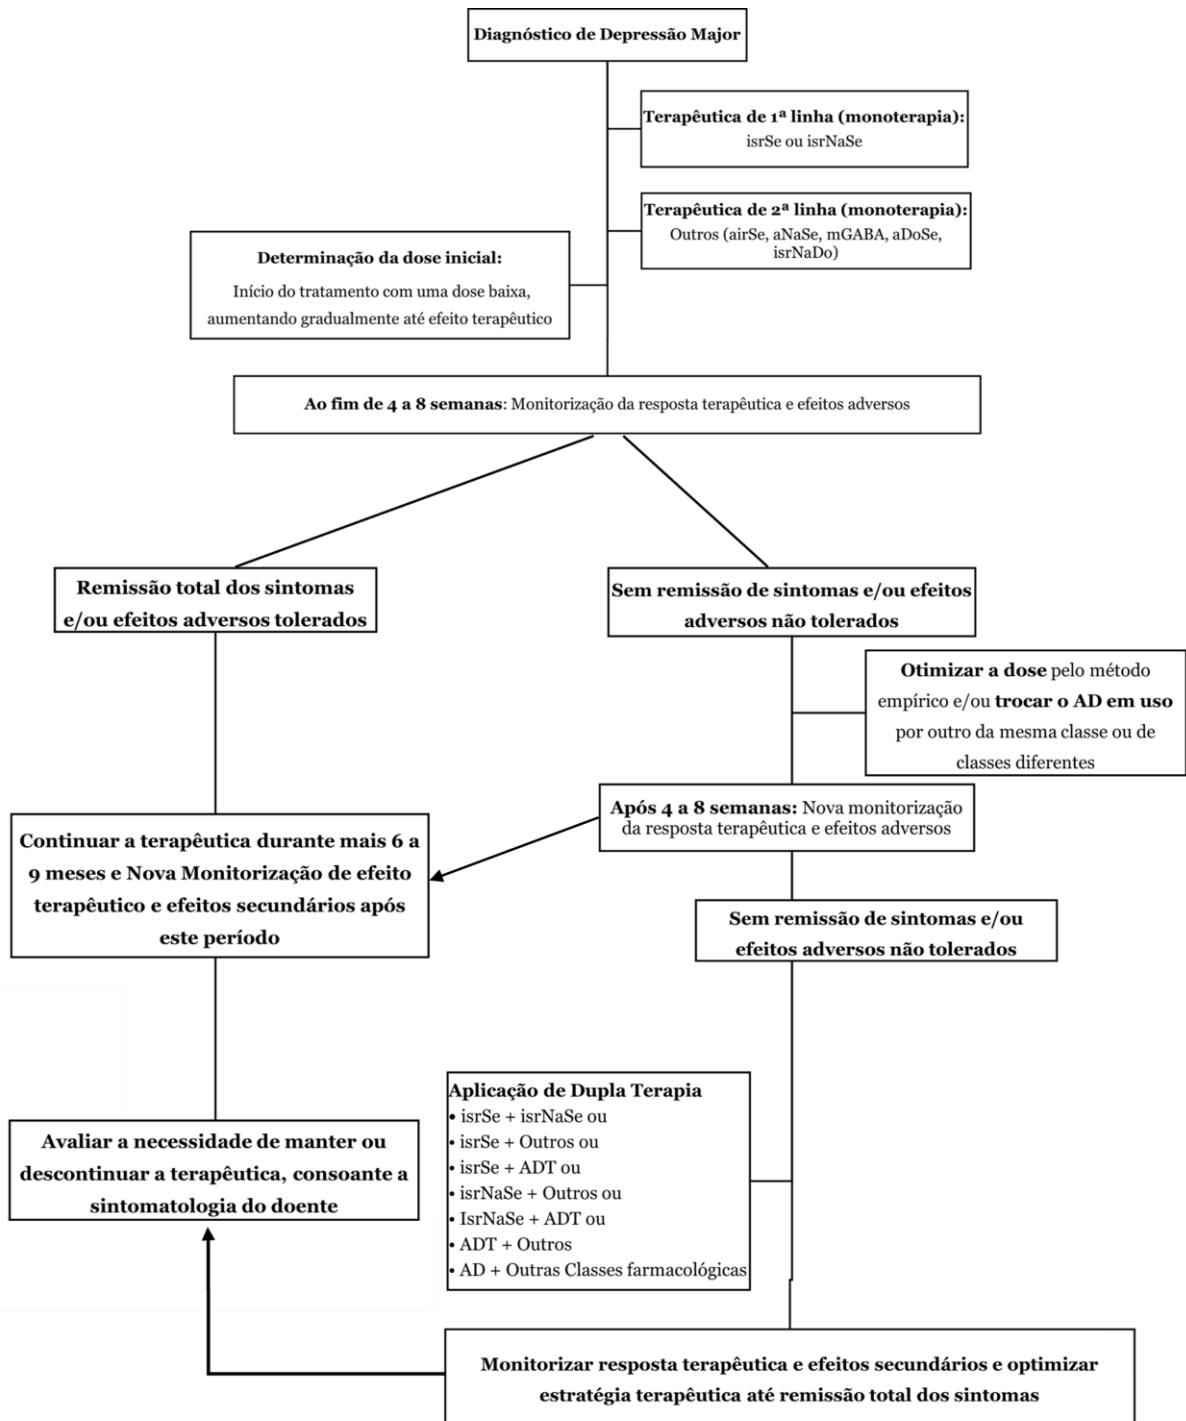 Diagnóstico de Depressão Major
Terapêutica de 1ª linha (monoterapia):
isrSe ou isrNaSe
Terapêutica de 2ª linha (monoterapia):
Outros (airSe, aNaSe, mGABA, aDoSe,
isrNaDo)
Determinação da dose inicial:
Início do tratamento com uma dose baixa,
aumentando gradualmente até efeito terapêutico
Ao fim de 4 a 8 semanas: Monitorização da resposta terapêutica e efeitos adversos
Remissão total dos sintomas
e/ou efeitos adversos tolerados
Sem remissão de sintomas e/ou efeitos
adversos não tolerados
Otimizar a dose pelo método
empírico e/ou trocar o AD em uso
por outro da mesma classe ou de
classes diferentes
Após 4 a 8 semanas: Nova monitorização
da resposta terapêutica e efeitos adversos
Continuar a terapêutica durante mais 6 a
9 meses e Nova Monitorização de efeito
terapêutico e efeitos secundários após
este período
Sem remissão de sintomas e/ou
efeitos adversos não tolerados
Aplicação de Dupla Terapia
• isrSe + isrNaSe ou
• isrSe + Outros ou
• isrSe + ADT ou
• isrNaSe + Outros ou
• IsrNaSe + ADT ou
• ADT + Outros
• AD + Outras Classes farmacológicas
Avaliar a necessidade de manter ou
descontinuar a terapêutica, consoante a
sintomatologia do doente
Monitorizar resposta terapêutica e efeitos secundários e optimizar
estratégia terapêutica até remissão total dos sintomas